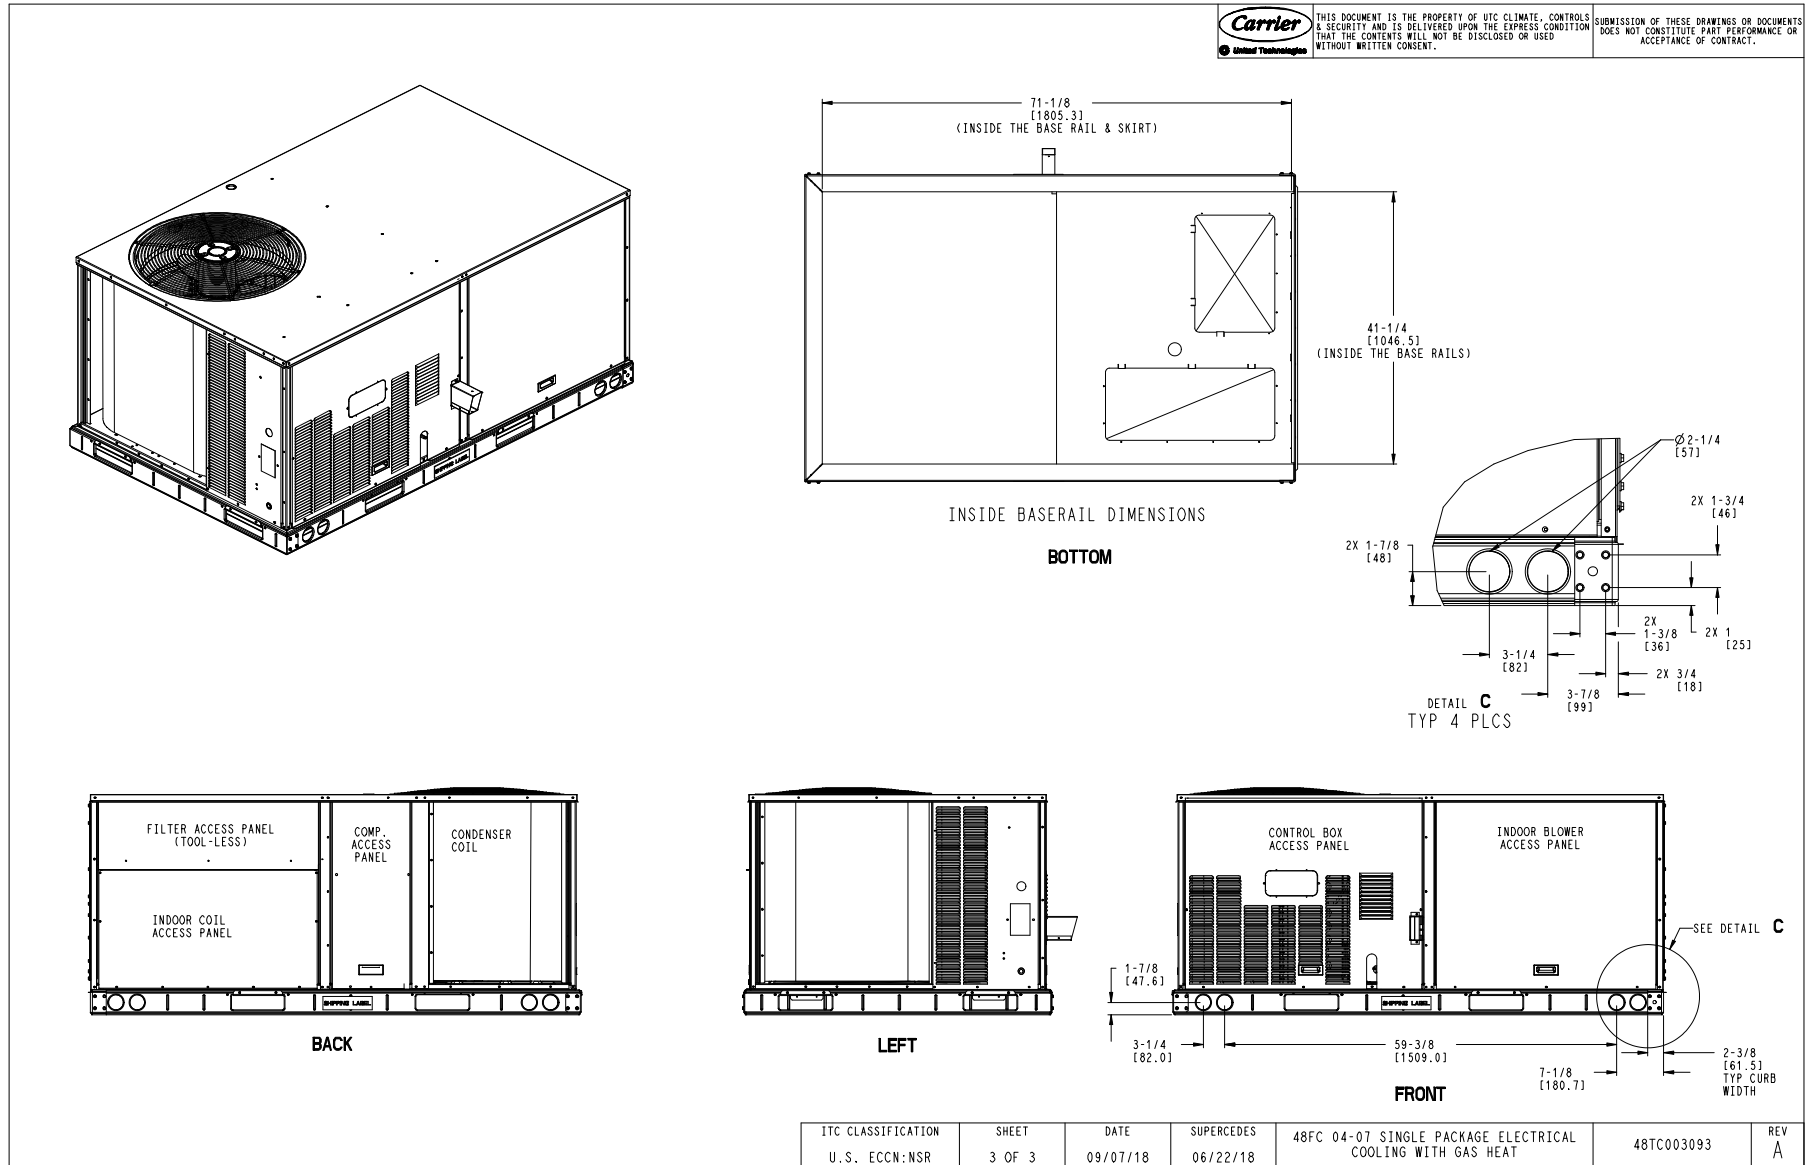 Carrier
United Technologies
THIS DOCUMENT IS THE PROPERTY OF UTC CLIMATE, CONTROLS
& SECURITY AND IS DELIVERED UPON THE EXPRESS CONDITION
THAT THE CONTENTS WILL NOT BE DISCLOSED OR USED
WITHOUT WRITTEN CONSENT.
SUBMISSION OF THESE DRAWINGS OR DOCUMENTS
DOES NOT CONSTITUTE PART PERFORMANCE OR
ACCEPTANCE OF CONTRACT.
SHIPPING LABEL
71-1/8
[1805.3]
(INSIDE THE BASE RAIL & SKIRT)
41-1/4
[1046.5]
(INSIDE THE BASE RAILS)
INSIDE BASERAIL DIMENSIONS
BOTTOM
Ø2-1/4
[57]
2X 1-3/4
[46]
2X 1-7/8
[48]
2X
1-3/8
[36]
2X 1
[25]
3-1/4
[82]
2X 3/4
[18]
3-7/8
[99]
DETAIL C
TYP 4 PLCS
FILTER ACCESS PANEL
(TOOL-LESS)
COMP.
ACCESS
PANEL
CONDENSER
COIL
INDOOR COIL
ACCESS PANEL
SHIPPING LABEL
BACK
LEFT
CONTROL BOX
ACCESS PANEL
INDOOR BLOWER
ACCESS PANEL
SEE DETAIL C
SHIPPING LABEL
1-7/8
[47.6]
3-1/4
[82.0]
59-3/8
[1509.0]
7-1/8
[180.7]
2-3/8
[61.5]
TYP CURB
WIDTH
FRONT
ITC CLASSIFICATION
U.S. ECCN:NSR
SHEET
3 OF 3
DATE
09/07/18
SUPERCEDES
06/22/18
48FC 04-07 SINGLE PACKAGE ELECTRICAL
COOLING WITH GAS HEAT
48TC003093
REV
A